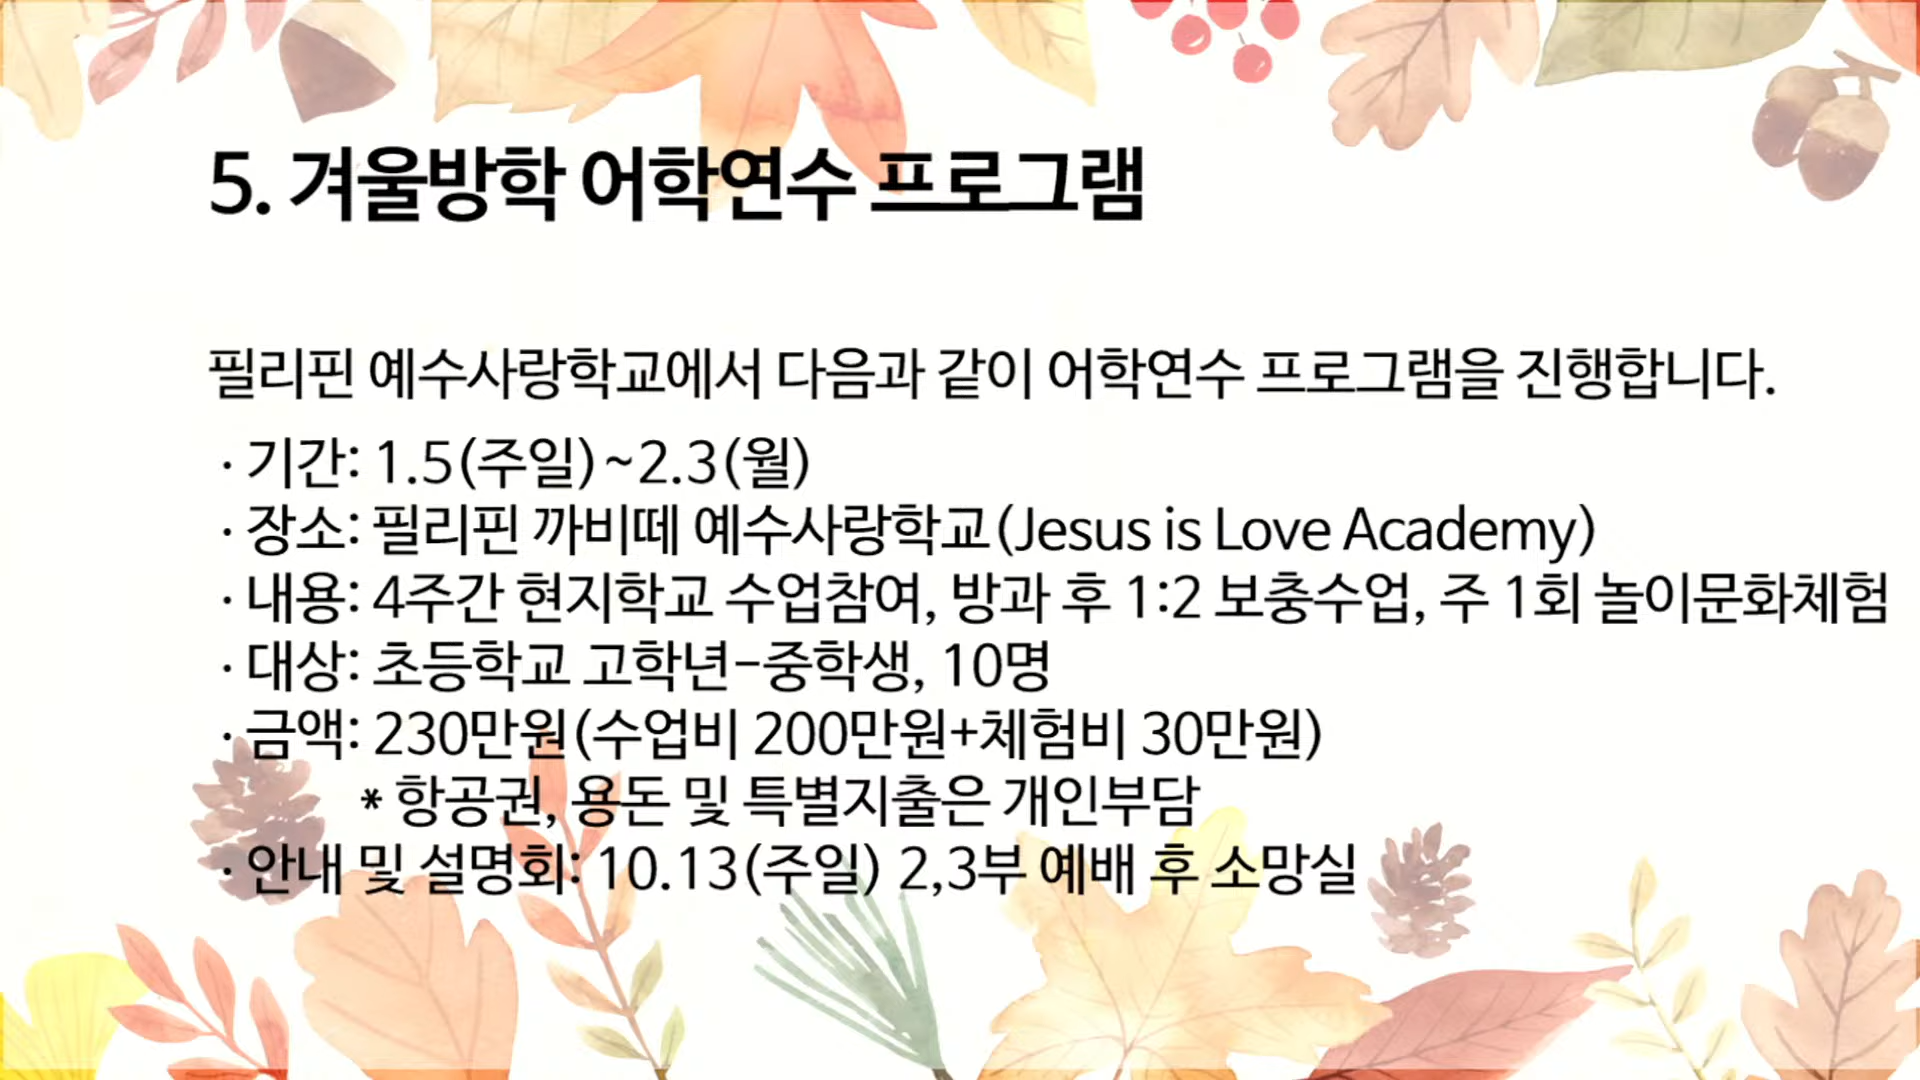 5. 겨울방학 어학연수 프로그램
필리핀 예수사랑학교에서 다음과 같이 어학연수 프로그램을 진행합니다.
· 기간: 1.5(주일)~2.3(월)
· 장소: 필리핀 까비떼 예수사랑학교(Jesus is Love Academy)
· 내용: 4주간 현지학교 수업참여, 방과 후 1:2 보충수업, 주 1회 놀이문화체험
· 대상: 초등학교 고학년-중학생, 10명
· 금액: 230만원(수업비 200만원+체험비 30만원)
* 항공권, 용돈 및 특별지출은 개인부담
· 안내 및 설명회: 10.13(주일) 2,3부 예배 후 소망실